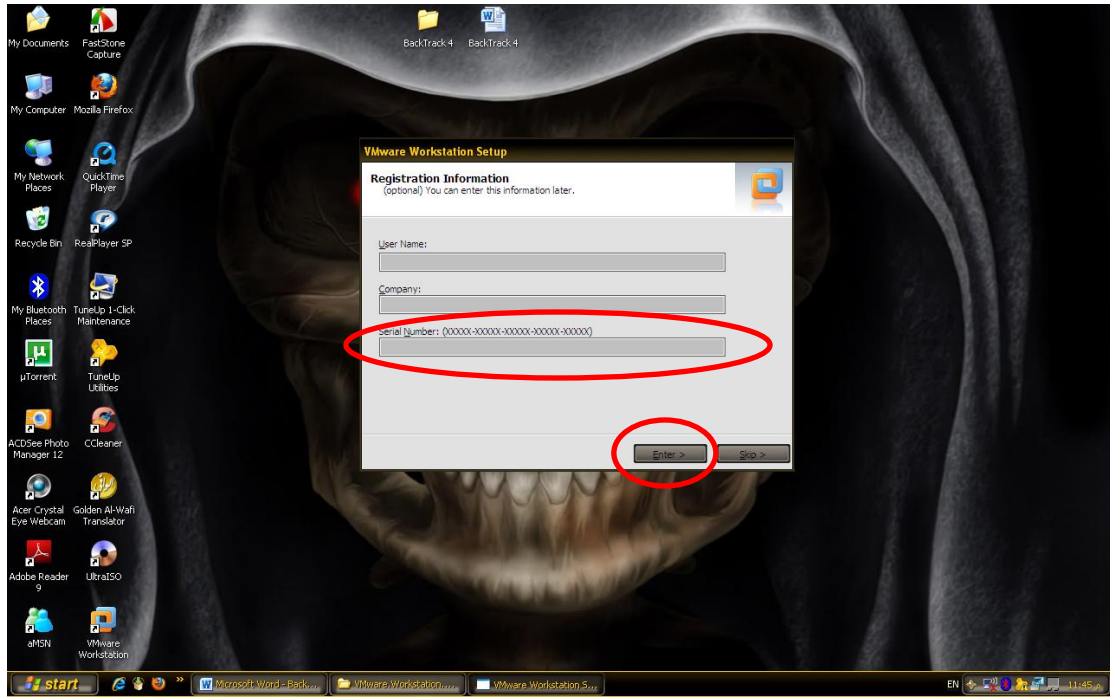 My Documents
FastStone
Capture
BackTrack 4
BackTrack 4
My Computer
Mozilla Firefox
My Network
Places
QuickTime
Player
Recycle Bin
RealPlayer SP
My Bluetooth
Places
TuneUp 1-Click
Maintenance
µTorrent
TuneUp
Utilities
ACDSee Photo
Manager 12
CCleaner
Acer Crystal
Eye Webcam
Golden Al-Wafi
Translator
Adobe Reader
9
UltraISO
aMSN
VMware
Workstation
VMware Workstation Setup
Registration Information
(optional) You can enter this information later.
User Name:
Company:
Serial Number: (XXXXX-XXXXX-XXXXX-XXXXX-XXXXX)
Enter >
Skip >
start
Microsoft Word - Back...
VMware.Workstation....
VMware Workstation S...
EN
11:45